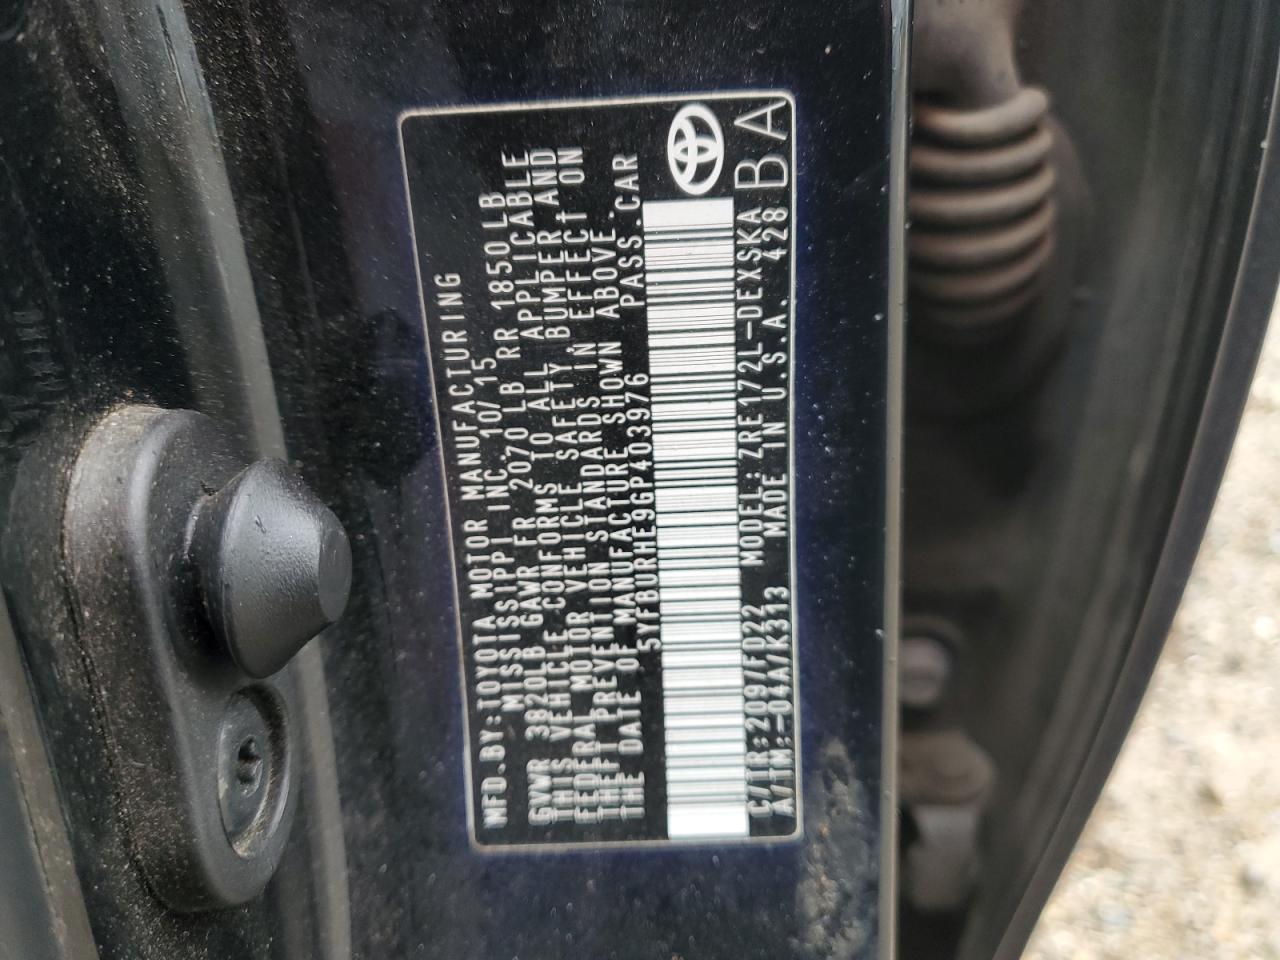 MFD.BY:TOYOTA MOTOR MANUFACTURING
MISSISSIPPI INC. 10/15
GVWR 3820LB GAWR FR 2070 LB RR 1850LB
THIS VEHICLE CONFORMS TO ALL APPLICABLE
FEDERAL MOTOR VEHICLE SAFETY, BUMPER, AND
THEFT PREVENTION STANDARDS IN EFFECT ON
THE DATE OF MANUFACTURE SHOWN ABOVE.
5YFBURHE9GP403976 PASS.CAR
C/TR:209/FD22 MODEL:ZRE172L-DEXSKA
A/TM:-04A/K313 MADE IN U.S.A. 428
BA